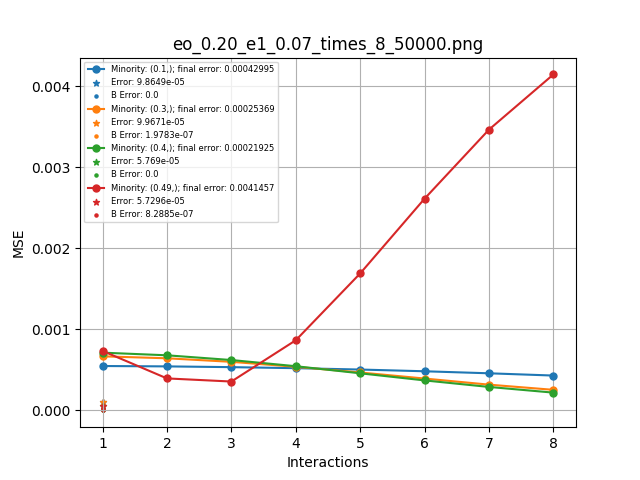 eo_0.20_e1_0.07_times_8_50000.png
Minority: (0.1,); final error: 0.00042995
Error: 9.8649e-05
B Error: 0.0
Minority: (0.3,); final error: 0.00025369
Error: 9.9671e-05
B Error: 1.9783e-07
Minority: (0.4,); final error: 0.00021925
Error: 5.769e-05
B Error: 0.0
Minority: (0.49,); final error: 0.0041457
Error: 5.7296e-05
B Error: 8.2885e-07
0.004
0.003
0.002
0.001
0.000
MSE
1 2 3 4 5 6 7 8
Interactions